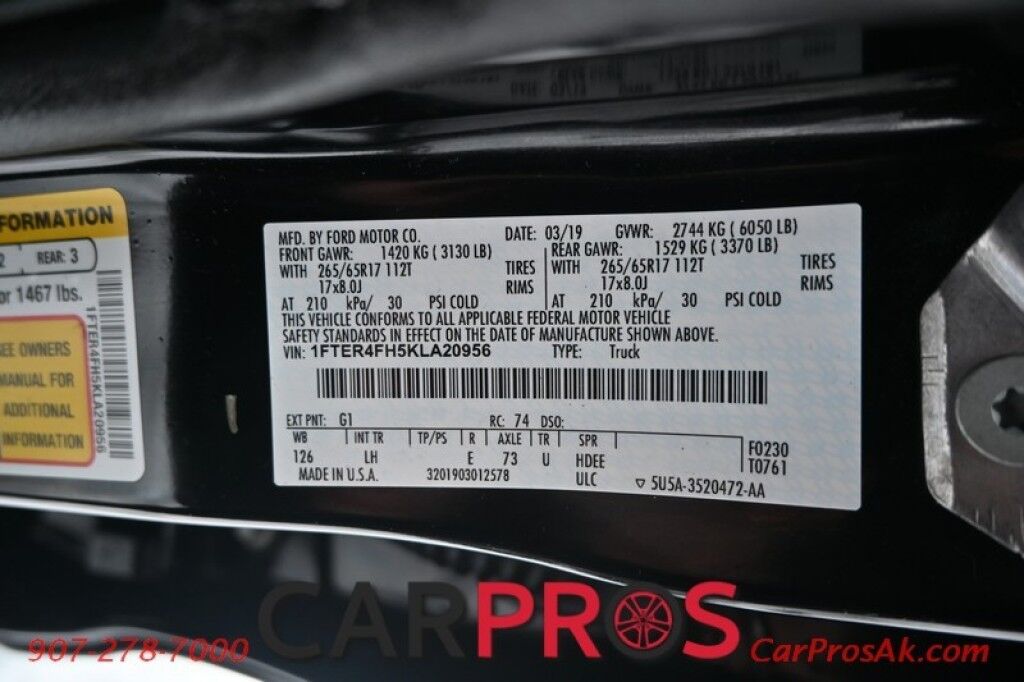 FORMATION
2 REAR: 3
or 1467 lbs.
SEE OWNERS
MANUAL FOR
ADDITIONAL
INFORMATION
1FTER4FH5KLA20956
MFD. BY FORD MOTOR CO. DATE: 03/19 GVWR: 2744 KG ( 6050 LB)
FRONT GAWR: 1420 KG ( 3130 LB) REAR GAWR: 1529 KG ( 3370 LB)
WITH 265/65R17 112T TIRES WITH 265/65R17 112T TIRES
17x8.0J RIMS 17x8.0J RIMS
AT 210 kPa/ 30 PSI COLD AT 210 kPa/ 30 PSI COLD
THIS VEHICLE CONFORMS TO ALL APPLICABLE FEDERAL MOTOR VEHICLE
SAFETY STANDARDS IN EFFECT ON THE DATE OF MANUFACTURE SHOWN ABOVE.
VIN: 1FTER4FH5KLA20956 TYPE: Truck
EXT PNT: G1 RC: 74 DSO:
WB INT TR TP/PS R AXLE TR SPR F0230
126 LH E 73 U HDEE T0761
MADE IN U.S.A. 3201903012578 ULC ▽ 5U5A-3520472-AA
CARPROS
907-278-7000 CarProsAk.com